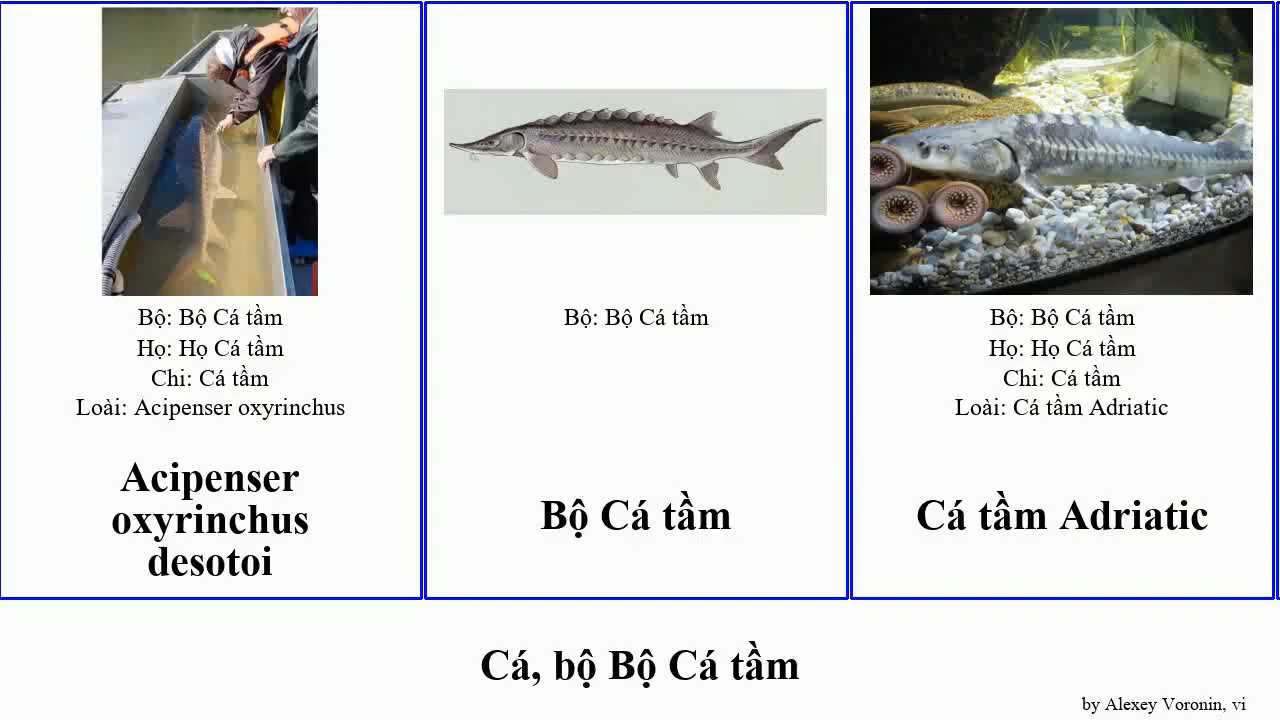 Bộ: Bộ Cá tầm
Họ: Họ Cá tầm
Chi: Cá tầm
Loài: Acipenser oxyrinchus
Acipenser
oxyrinchus
desotoi
Bộ: Bộ Cá tầm
Bộ Cá tầm
Bộ: Bộ Cá tầm
Họ: Họ Cá tầm
Chi: Cá tầm
Loài: Cá tầm Adriatic
Cá tầm Adriatic
Cá, bộ Bộ Cá tầm
by Alexey Voronin, vi